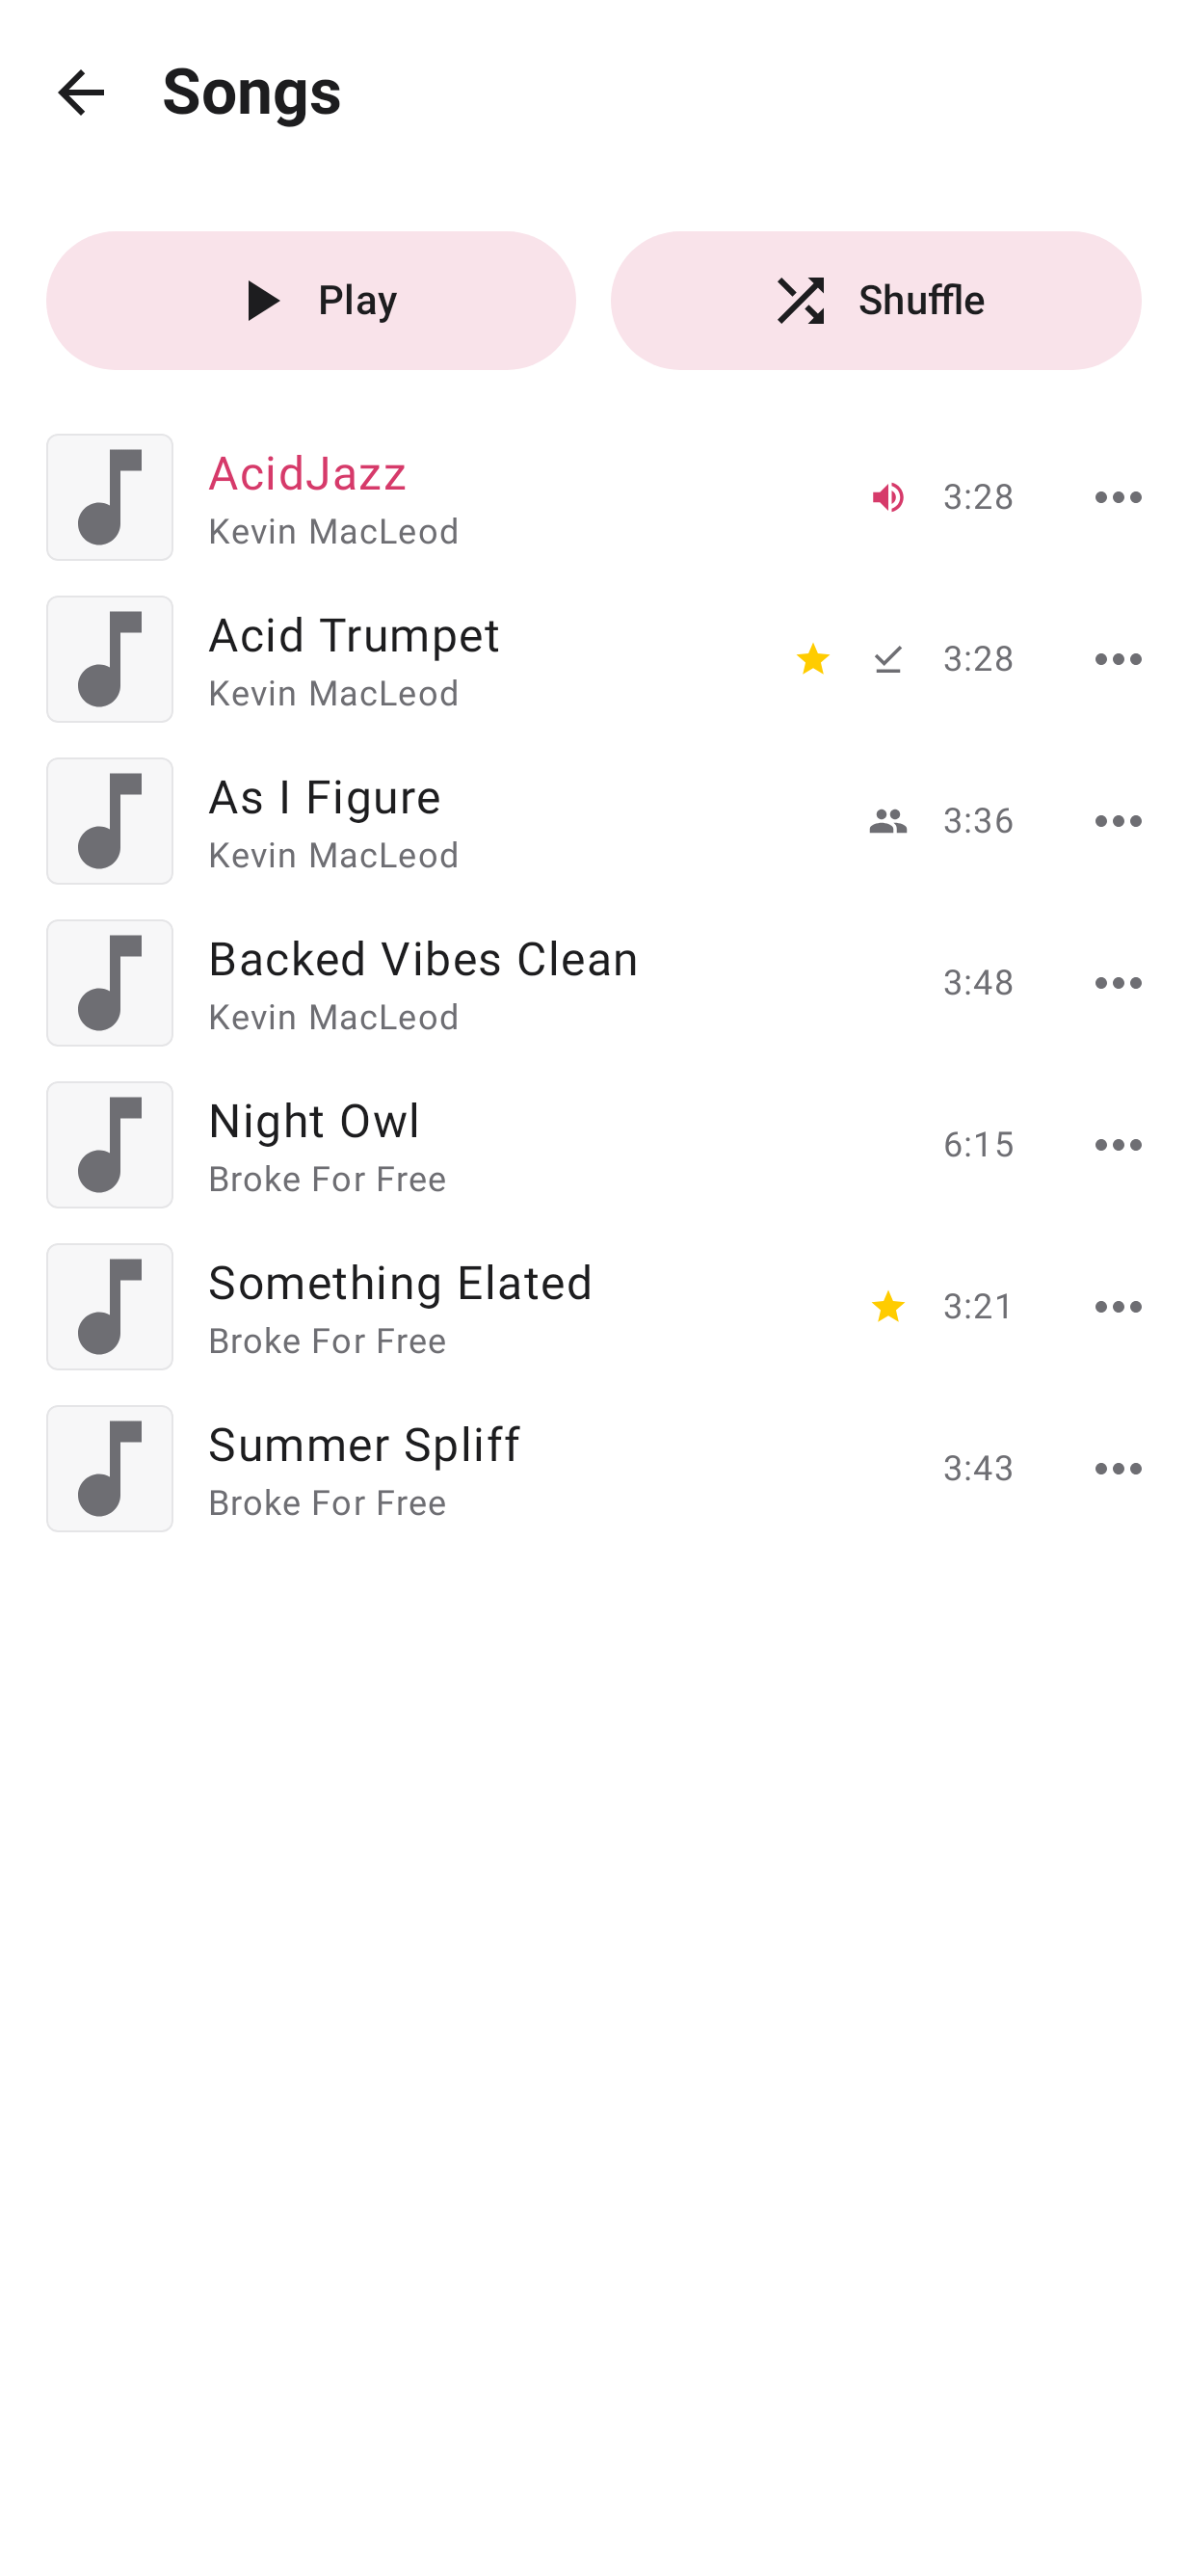 Songs
Play
Shuffle
AcidJazz
Kevin MacLeod
3:28
Acid Trumpet
Kevin MacLeod
3:28
As I Figure
Kevin MacLeod
3:36
Backed Vibes Clean
Kevin MacLeod
3:48
Night Owl
Broke For Free
6:15
Something Elated
Broke For Free
3:21
Summer Spliff
Broke For Free
3:43